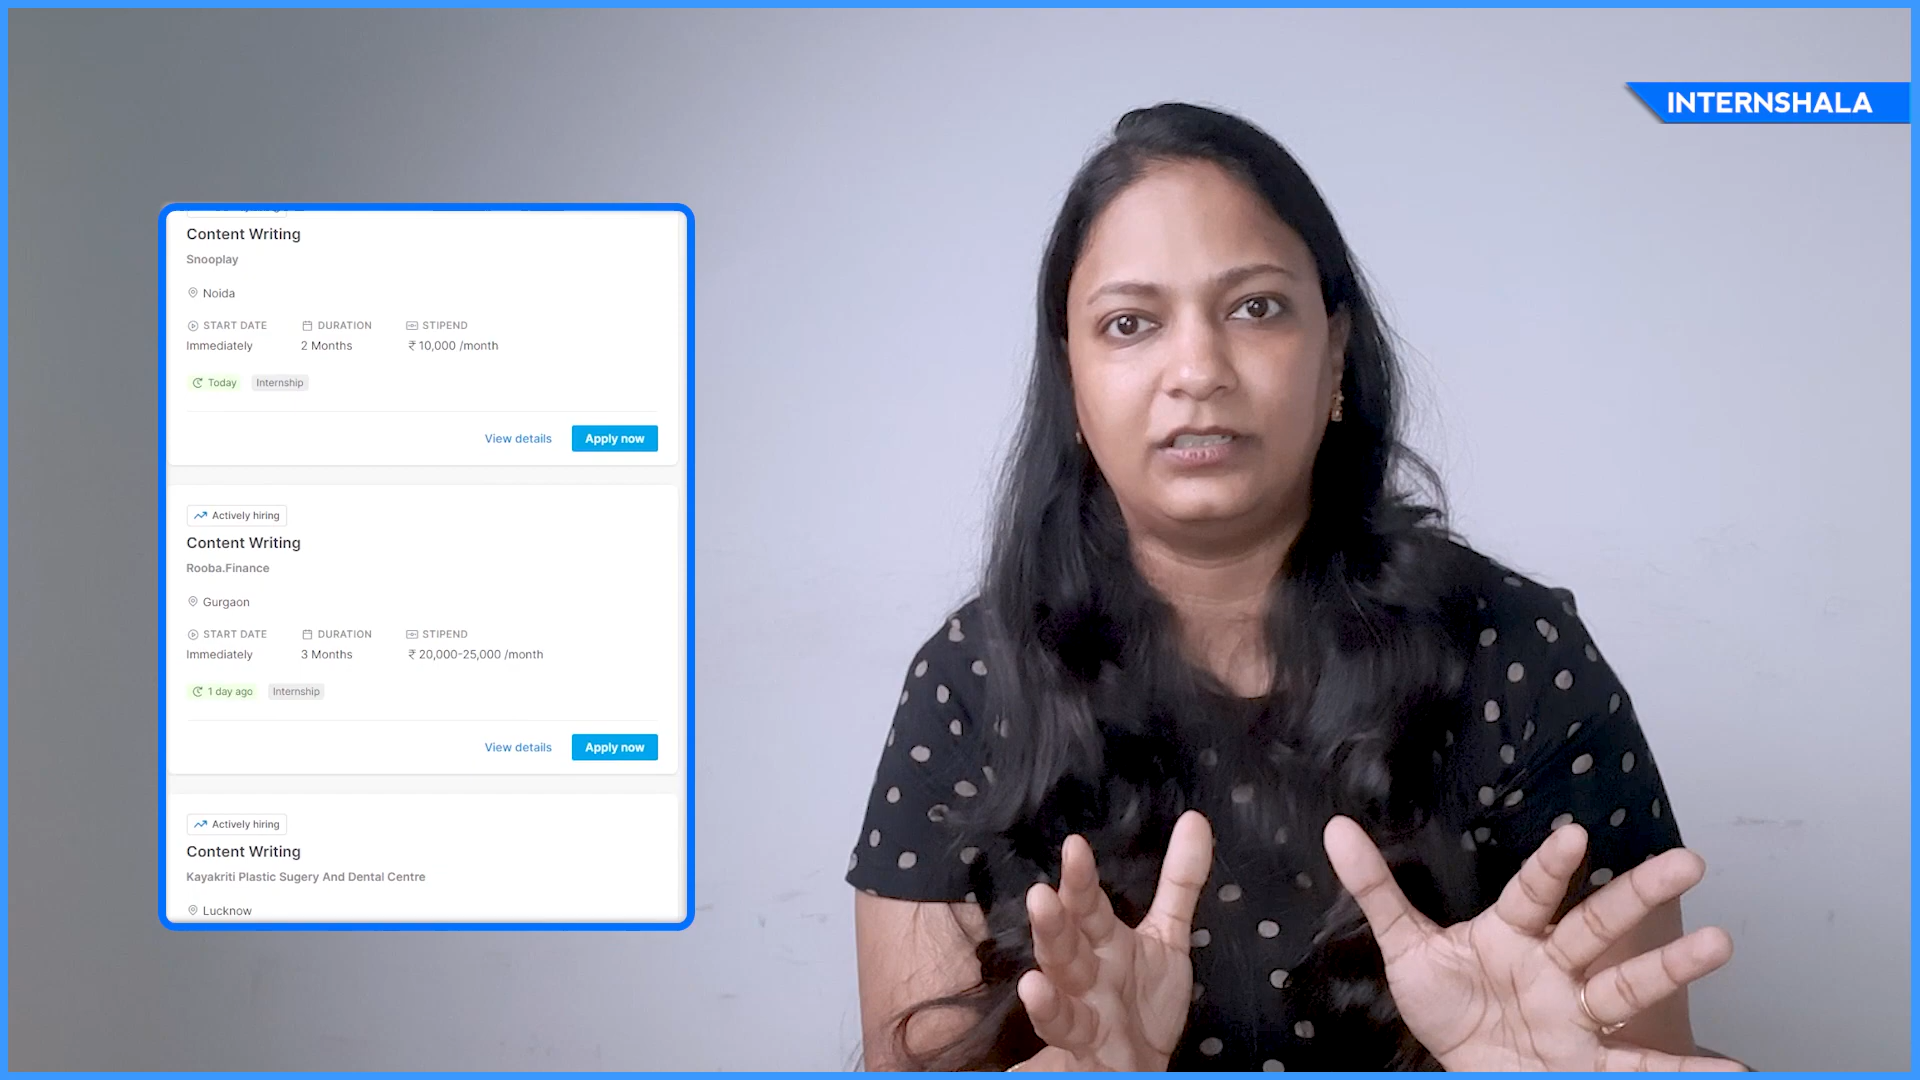 INTERNSHALA
Content Writing
Snooplay
Noida
START DATE DURATION STIPEND
Immediately 2 Months ₹ 10,000 /month
Today Internship
View details Apply now
Actively hiring
Content Writing
Rooba.Finance
Gurgaon
START DATE DURATION STIPEND
Immediately 3 Months ₹ 20,000-25,000 /month
1 day ago Internship
View details Apply now
Actively hiring
Content Writing
Kayakriti Plastic Sugery And Dental Centre
Lucknow